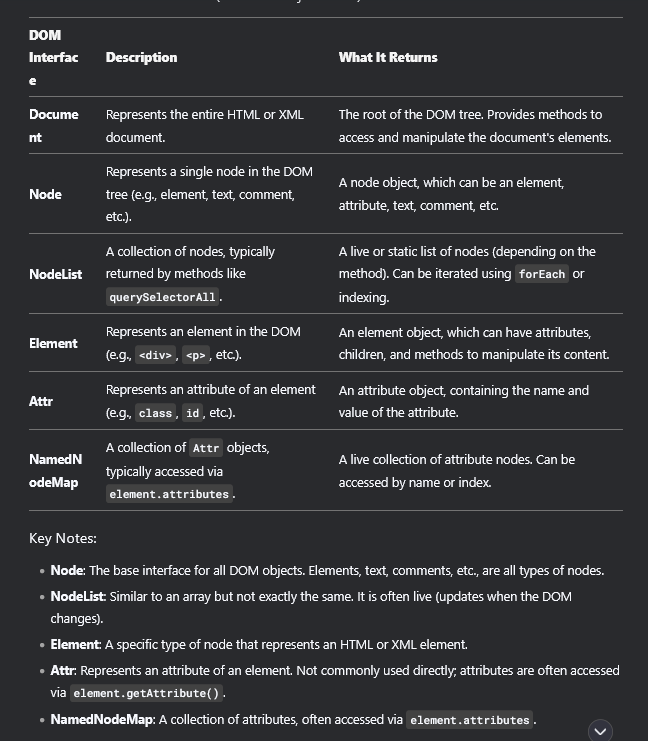 DOM
Interfac
e
Description
What It Returns
Docume
nt
Represents the entire HTML or XML
document.
The root of the DOM tree. Provides methods to
access and manipulate the document's elements.
Node
Represents a single node in the DOM
tree (e.g., element, text, comment,
etc.).
A node object, which can be an element,
attribute, text, comment, etc.
NodeList
A collection of nodes, typically
returned by methods like
querySelectorAll.
A live or static list of nodes (depending on the
method). Can be iterated using forEach or
indexing.
Element
Represents an element in the DOM
(e.g., <div>, <p>, etc.).
An element object, which can have attributes,
children, and methods to manipulate its content.
Attr
Represents an attribute of an element
(e.g., class, id, etc.).
An attribute object, containing the name and
value of the attribute.
NamedN
odeMap
A collection of Attr objects,
typically accessed via
element.attributes.
A live collection of attribute nodes. Can be
accessed by name or index.
Key Notes:
• Node: The base interface for all DOM objects. Elements, text, comments, etc., are all types of nodes.
• NodeList: Similar to an array but not exactly the same. It is often live (updates when the DOM
changes).
• Element: A specific type of node that represents an HTML or XML element.
• Attr: Represents an attribute of an element. Not commonly used directly; attributes are often accessed
via element.getAttribute().
• NamedNodeMap: A collection of attributes, often accessed via element.attributes.